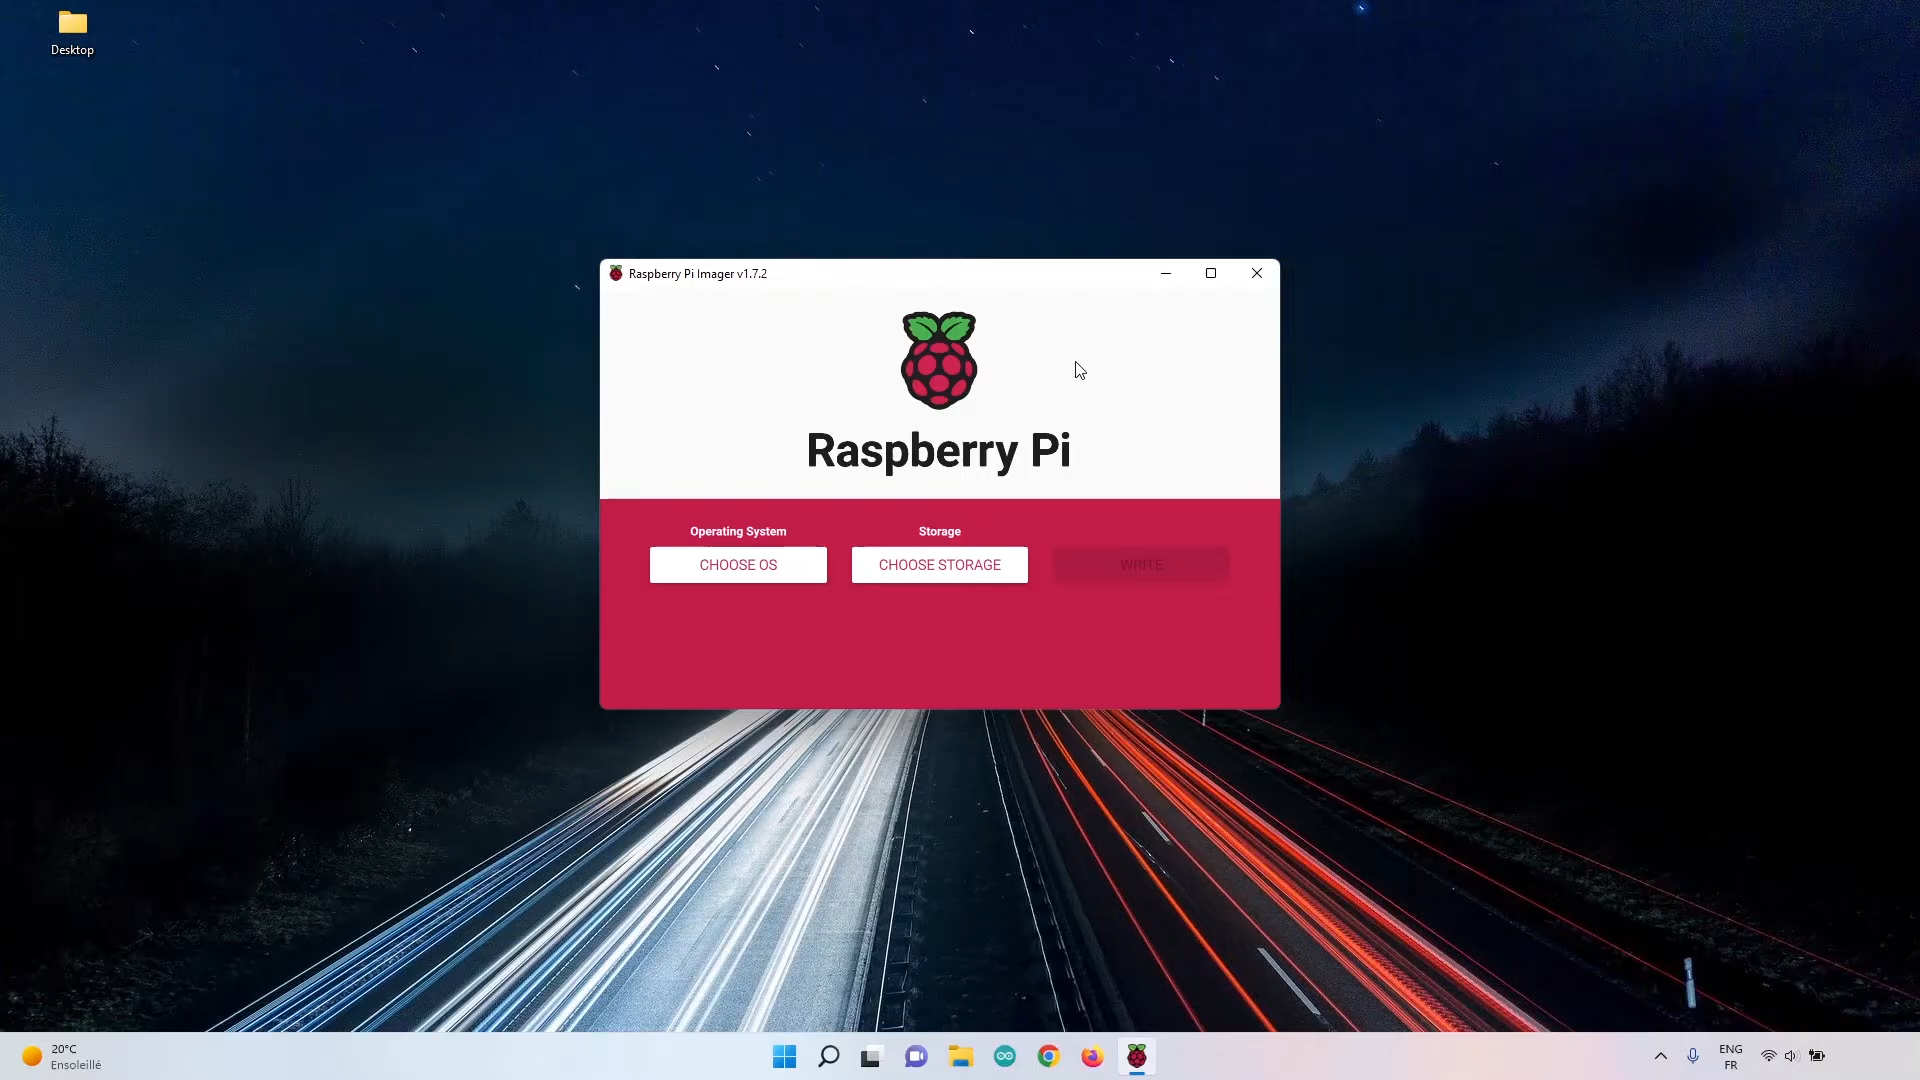 Desktop
Raspberry Pi Imager v1.7.2
Raspberry Pi
Operating System
Storage
CHOOSE OS
CHOOSE STORAGE
WRITE
20°C
Ensoleillé
ENG
FR